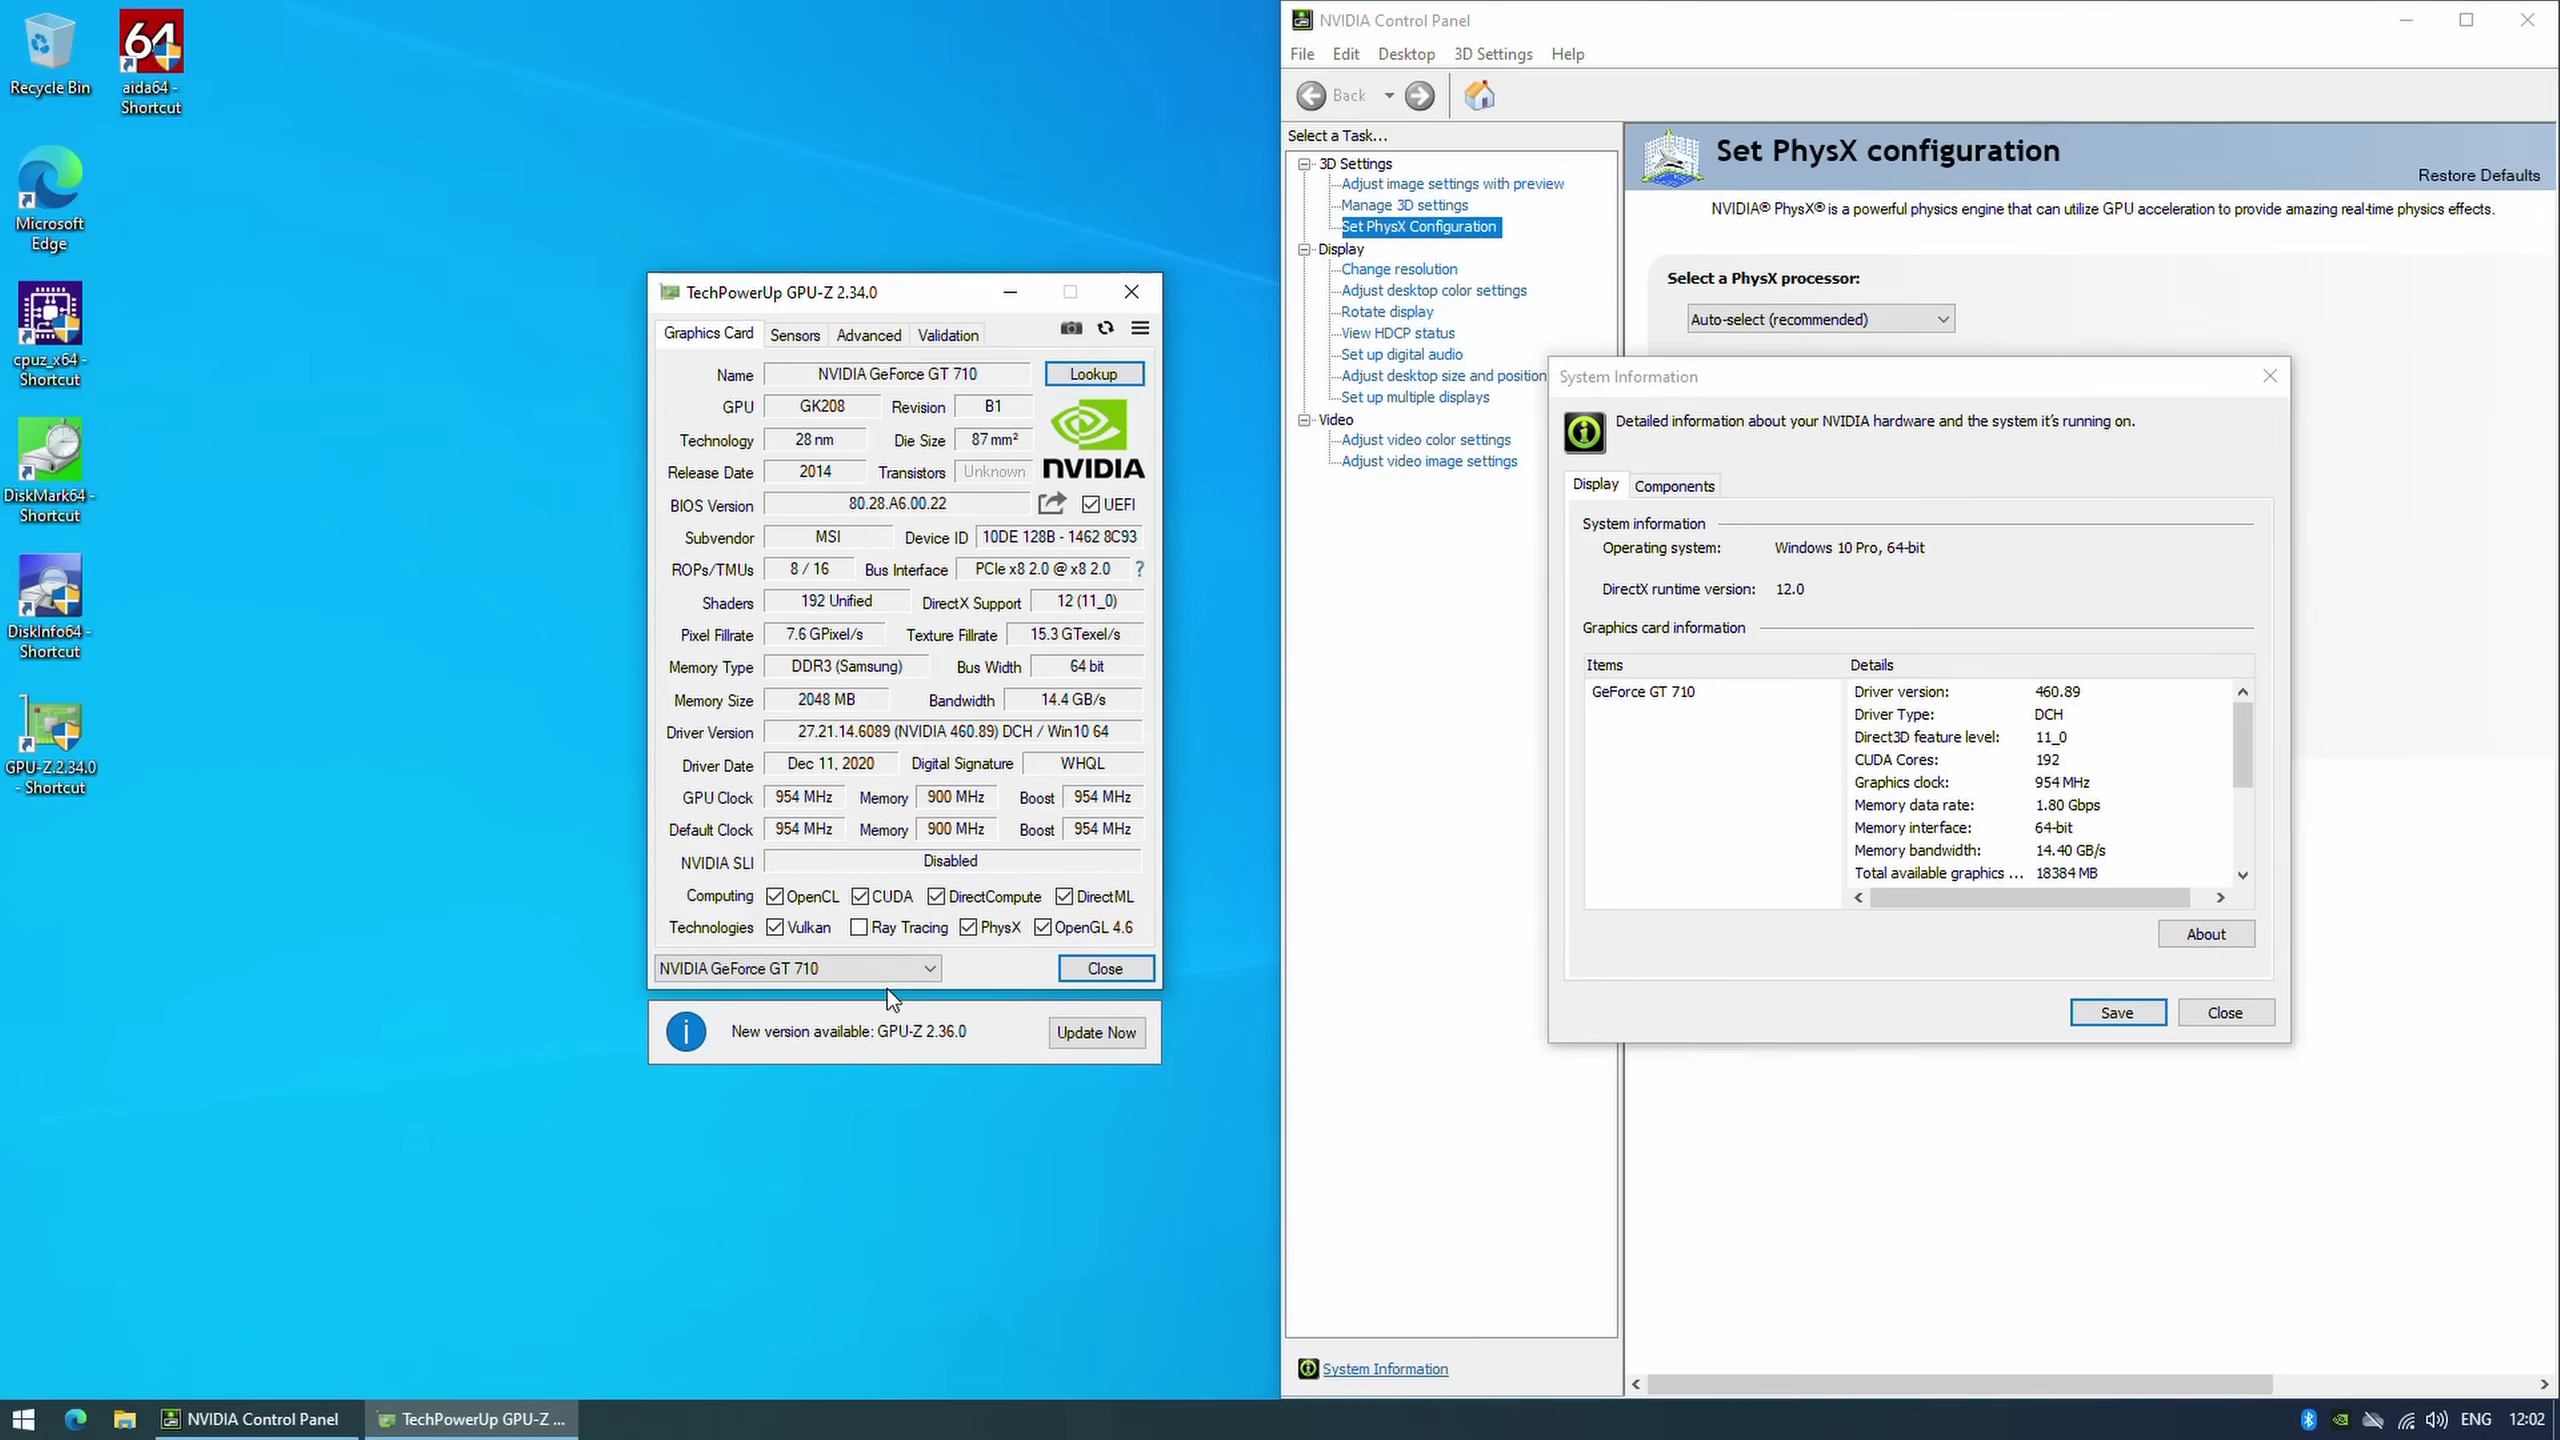 Recycle Bin
aida64 -
Shortcut
Microsoft
Edge
cpuz_x64 -
Shortcut
DiskMark64 -
Shortcut
DiskInfo64 -
Shortcut
GPU-Z.2.34.0
- Shortcut
TechPowerUp GPU-Z 2.34.0
Graphics Card Sensors Advanced Validation
Name NVIDIA GeForce GT 710 Lookup
GPU GK208 Revision B1
Technology 28 nm Die Size 87 mm²
Release Date 2014 Transistors Unknown
NVIDIA
BIOS Version 80.28.A6.00.22 UEFI
Subvendor MSI Device ID 10DE 128B - 1462 8C93
ROPs/TMUs 8 / 16 Bus Interface PCIe x8 2.0 @ x8 2.0 ?
Shaders 192 Unified DirectX Support 12 (11_0)
Pixel Fillrate 7.6 GPixel/s Texture Fillrate 15.3 GTexel/s
Memory Type DDR3 (Samsung) Bus Width 64 bit
Memory Size 2048 MB Bandwidth 14.4 GB/s
Driver Version 27.21.14.6089 (NVIDIA 460.89) DCH / Win10 64
Driver Date Dec 11, 2020 Digital Signature WHQL
GPU Clock 954 MHz Memory 900 MHz Boost 954 MHz
Default Clock 954 MHz Memory 900 MHz Boost 954 MHz
NVIDIA SLI Disabled
Computing OpenCL CUDA DirectCompute DirectML
Technologies Vulkan Ray Tracing PhysX OpenGL 4.6
NVIDIA GeForce GT 710 Close
New version available: GPU-Z 2.36.0 Update Now
NVIDIA Control Panel
File Edit Desktop 3D Settings Help
Back
Select a Task...
3D Settings
Adjust image settings with preview
Manage 3D settings
Set PhysX Configuration
Display
Change resolution
Adjust desktop color settings
Rotate display
View HDCP status
Set up digital audio
Adjust desktop size and position
Set up multiple displays
Video
Adjust video color settings
Adjust video image settings
System Information
Set PhysX configuration
Restore Defaults
NVIDIA® PhysX® is a powerful physics engine that can utilize GPU acceleration to provide amazing real-time physics effects.
Select a PhysX processor:
Auto-select (recommended)
System Information
Detailed information about your NVIDIA hardware and the system it's running on.
Display Components
System information
Operating system: Windows 10 Pro, 64-bit
DirectX runtime version: 12.0
Graphics card information
Items Details
GeForce GT 710
Driver version: 460.89
Driver Type: DCH
Direct3D feature level: 11_0
CUDA Cores: 192
Graphics clock: 954 MHz
Memory data rate: 1.80 Gbps
Memory interface: 64-bit
Memory bandwidth: 14.40 GB/s
Total available graphics ... 18384 MB
About
Save Close
NVIDIA Control Panel TechPowerUp GPU-Z ... ENG 12:02